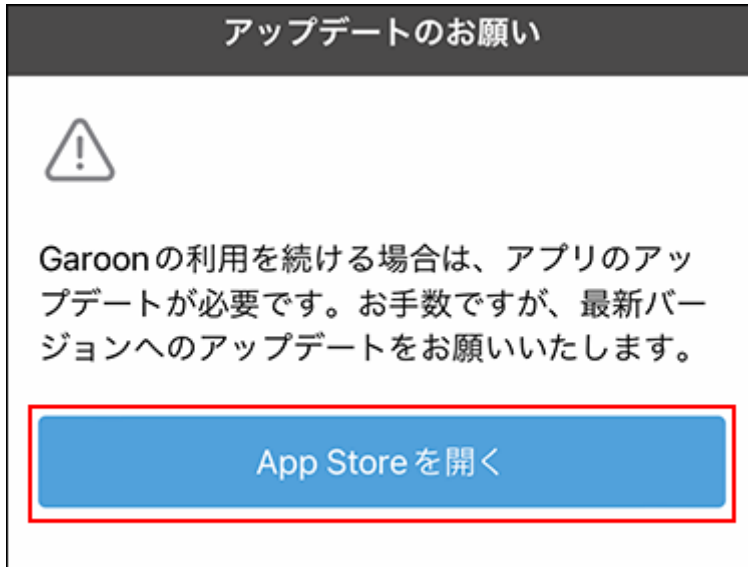 アップデートのお願い
Garoonの利用を続ける場合は、アプリのアッ
プデートが必要です。お手数ですが、最新バー
ジョンへのアップデートをお願いいたします。
App Storeを開く